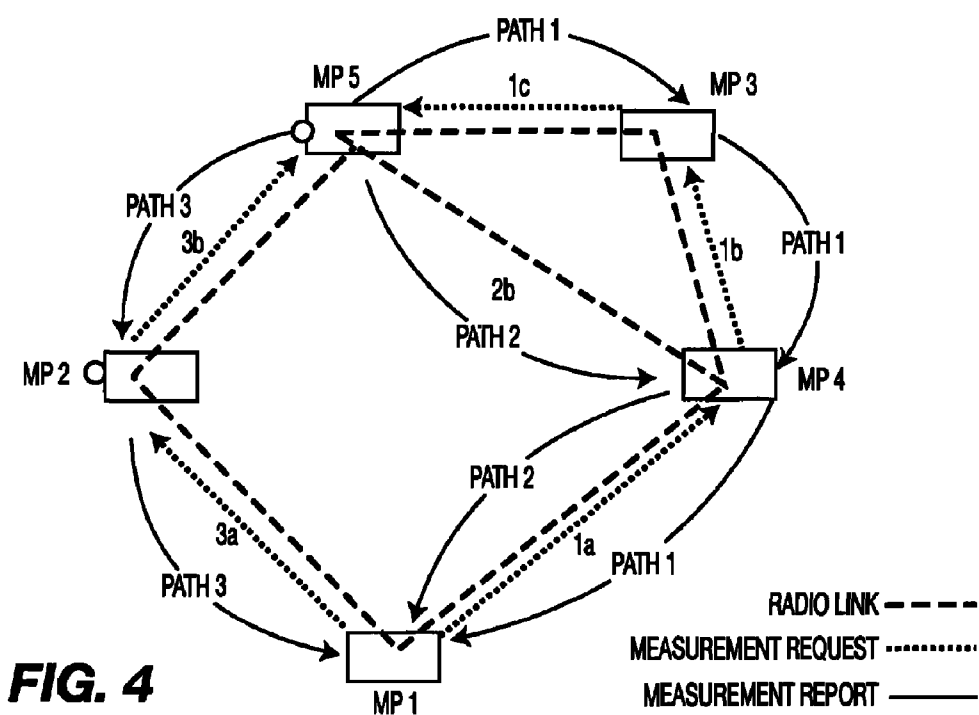 PATH 1
MP 5
1c
MP 3
PATH 3
3b
PATH 1
1b
2b
PATH 2
MP 2
MP 4
PATH 2
3a
1a
PATH 3
PATH 1
RADIO LINK
MEASUREMENT REQUEST
MEASUREMENT REPORT
FIG. 4
MP 1